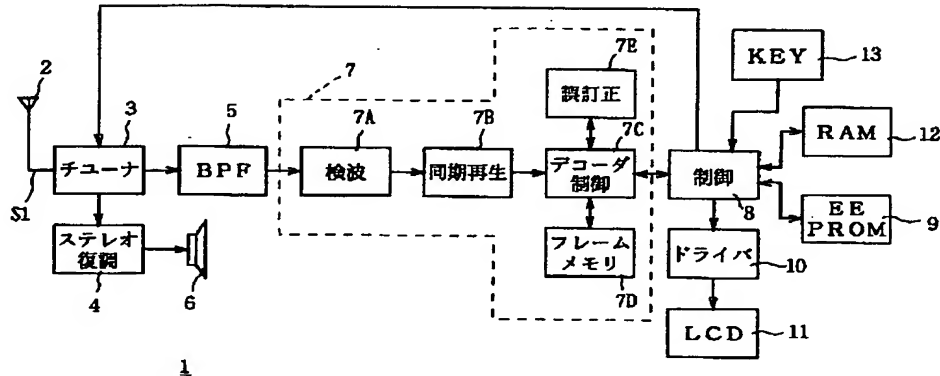 7E
KEY
13
2
7
誤訂正
3
5
7A
7B
7C
RAM
12
チューナ
BPF
検波
同期再生
デコーダ
制御
制御
8
S1
EE
PROM
9
ステレオ
復調
4
6
フレーム
メモリ
7D
ドライバ
10
LCD
11
1